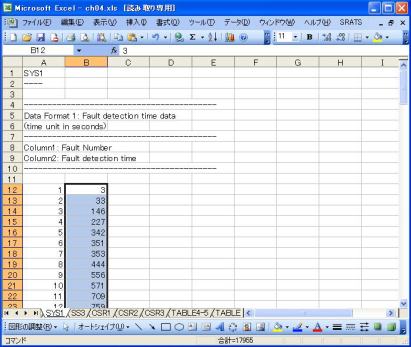 Microsoft Excel - ch04.xls [読み取り専用]
ファイル(F) 編集(E) 表示(V) 挿入(I) 書式(O) ツール(T) データ(D) ウィンドウ(W) ヘルプ(H) SRATS
11 B
B12 fx 3
A B C D E F G H I
1 SYS1
2 ----
3
4 --------------------------------------------
5 Data Format 1: Fault detection time data
6 (time unit in seconds)
7 --------------------------------------------
8 Column1: Fault Number
9 Column2: Fault detection time
10 --------------------------------------------
11
12 1 3
13 2 33
14 3 146
15 4 227
16 5 342
17 6 351
18 7 353
19 8 444
20 9 556
21 10 571
22 11 709
23 12 759
SYS1 / SS3 / CSR1 / CSR2 / CSR3 / TABLE4-5 / TABLE
図形の調整(R) オートシェイプ(U)
コマンド 合計=17955